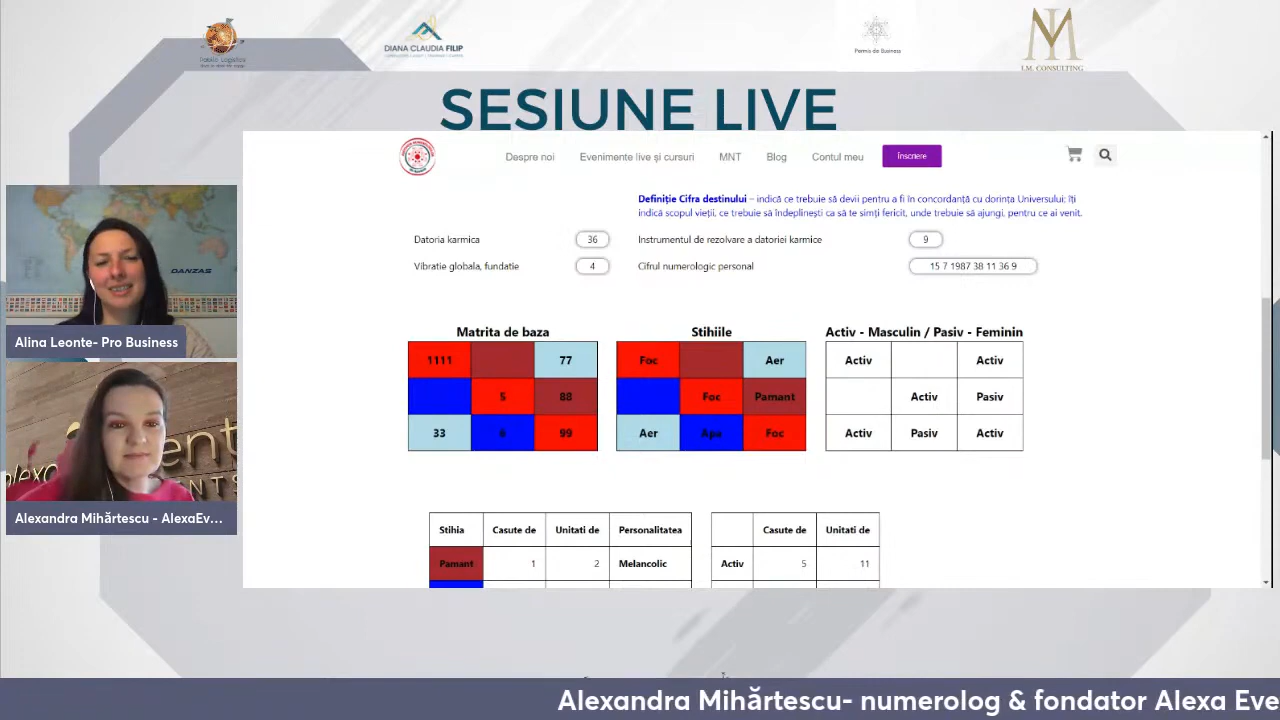 DIANA CLAUDIA FILIP
Permis de Business
I.M. CONSULTING
SESIUNE LIVE
Despre noi Evenimente live și cursuri MNT Blog Contul meu Înscriere
Definiție Cifra destinului – indică ce trebuie să devii pentru a fi în concordanță cu dorința Universului; îți
indică scopul vieții, ce trebuie să îndeplinești ca să te simți fericit, unde trebuie să ajungi, pentru ce ai venit.
Datoria karmica 36 Instrumentul de rezolvare a datoriei karmice 9
Vibratie globala, fundatie 4 Cifrul numerologic personal 15 7 1987 38 11 36 9
DANZAS
Alina Leonte- Pro Business
Alexandra Mihărtescu - AlexaEv...
Matrita de baza Stihiile Activ - Masculin / Pasiv - Feminin
1111 77 Foc Aer Activ Activ
5 88 Foc Pamant Activ Pasiv
33 6 99 Aer Apa Foc Activ Pasiv Activ
Stihia Casute de Unitati de Personalitatea Casute de Unitati de
Pamant 1 2 Melancolic Activ 5 11
Alexandra Mihărtescu- numerolog & fondator Alexa Eve